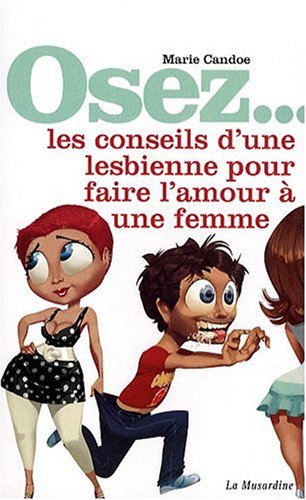 Marie Candoe
Osez...
les conseils d'une
lesbienne pour
faire l'amour à
une femme
La Musardine